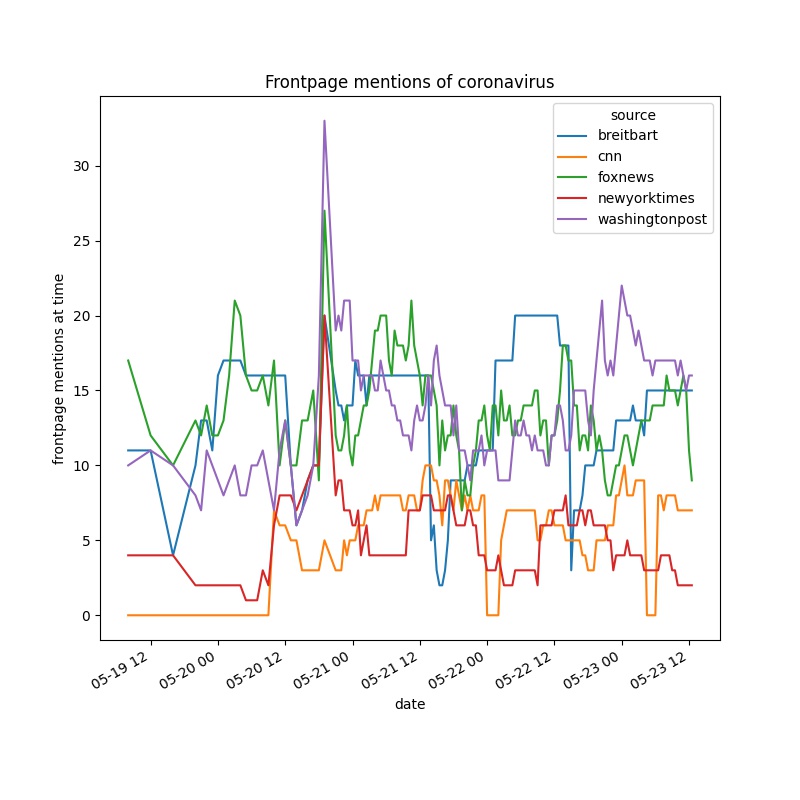 Frontpage mentions of coronavirus
source
breitbart
cnn
foxnews
newyorktimes
washingtonpost
frontpage mentions at time
30
25
20
15
10
5
0
05-19 12
05-20 00
05-20 12
05-21 00
05-21 12
05-22 00
05-22 12
05-23 00
05-23 12
date